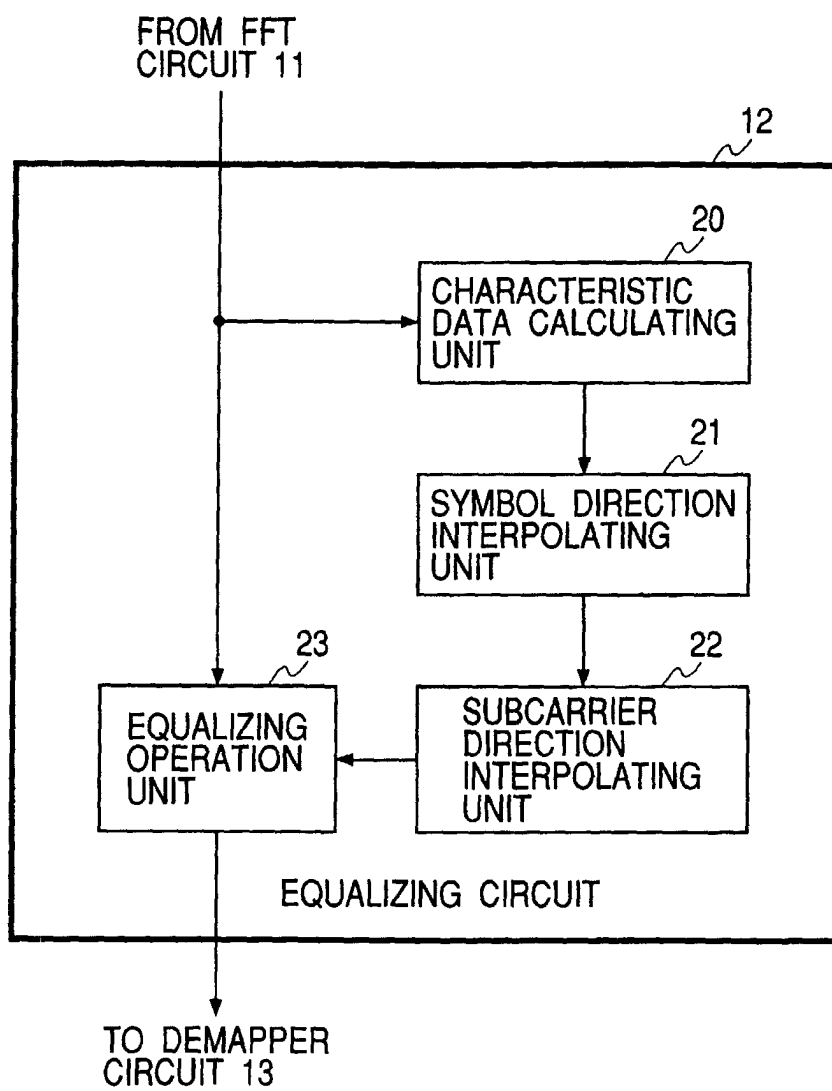 FROM FFT
CIRCUIT 11
12
20
CHARACTERISTIC
DATA CALCULATING
UNIT
21
SYMBOL DIRECTION
INTERPOLATING
UNIT
23
EQUALIZING
OPERATION
UNIT
22
SUBCARRIER
DIRECTION
INTERPOLATING
UNIT
EQUALIZING CIRCUIT
TO DEMAPPER
CIRCUIT 13